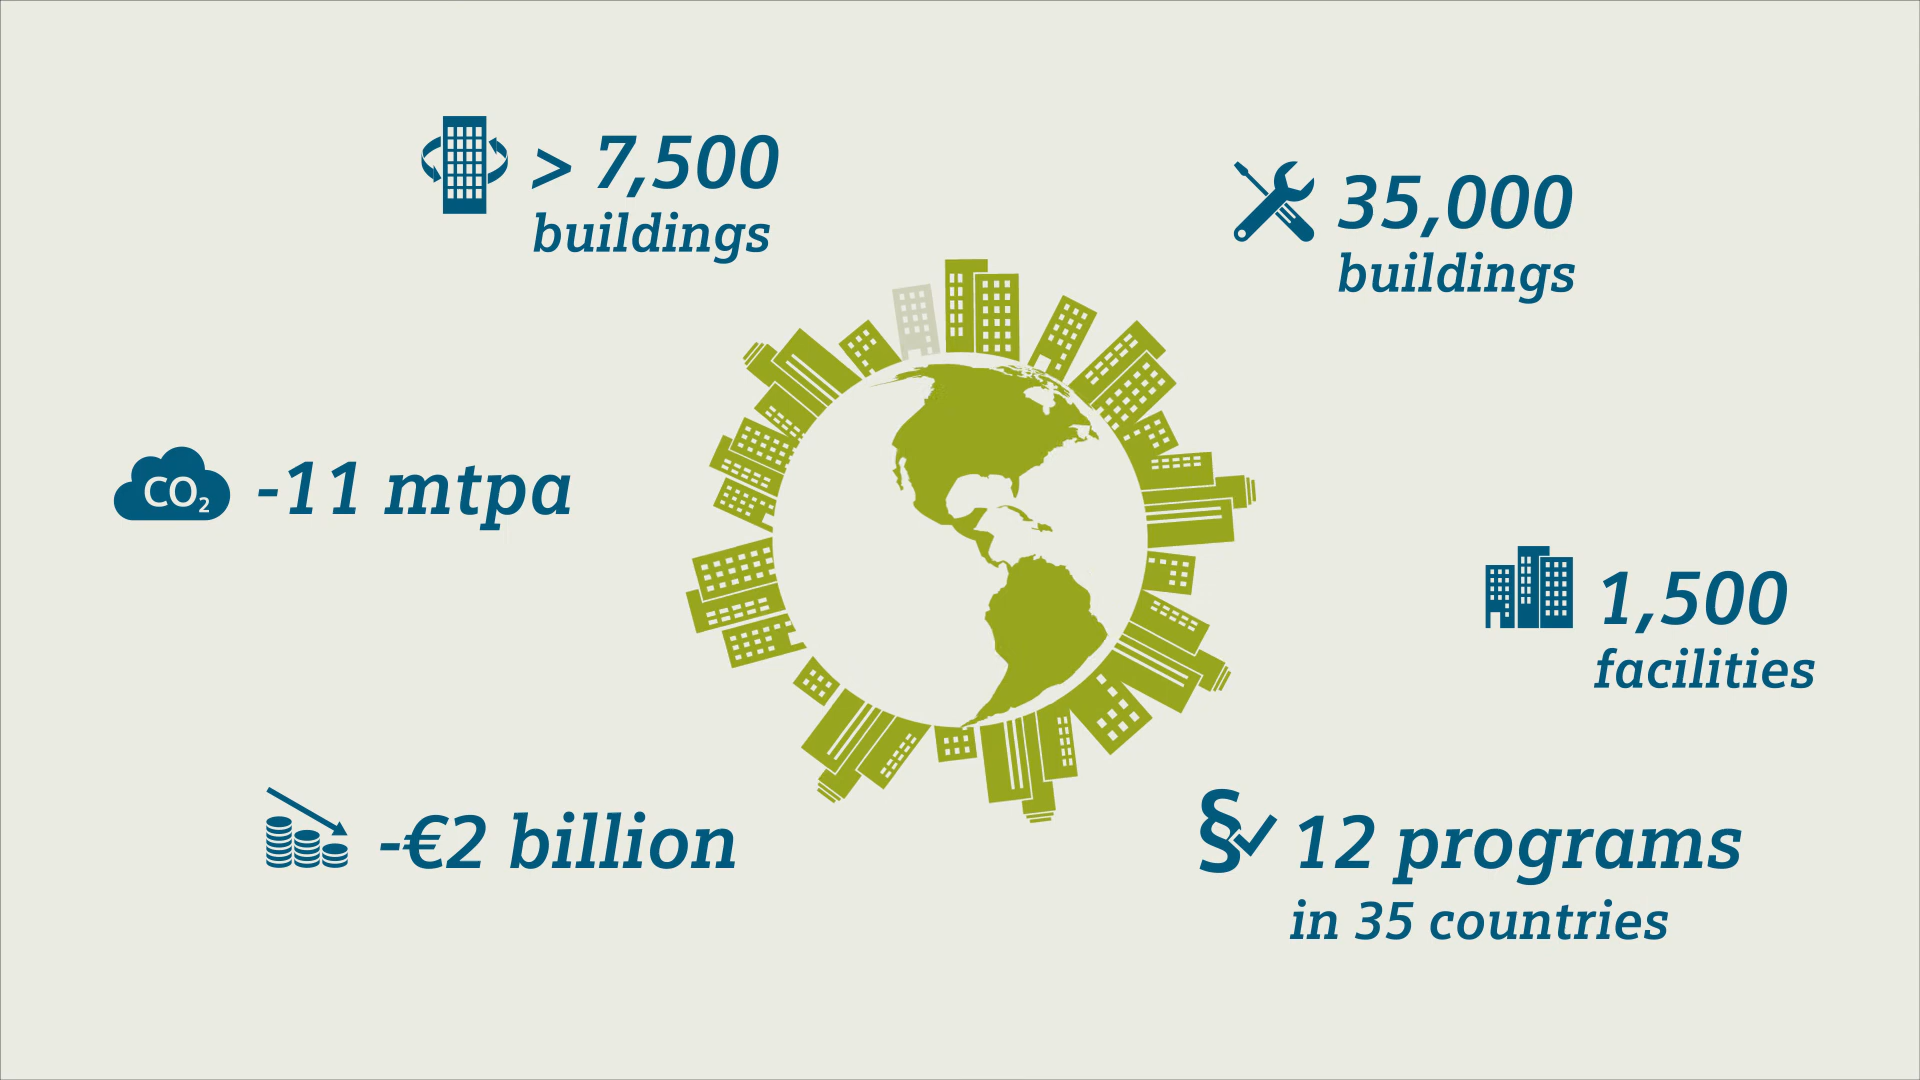 > 7,500
buildings
35,000
buildings
CO₂
-11 mtpa
1,500
facilities
-€2 billion
§
12 programs
in 35 countries